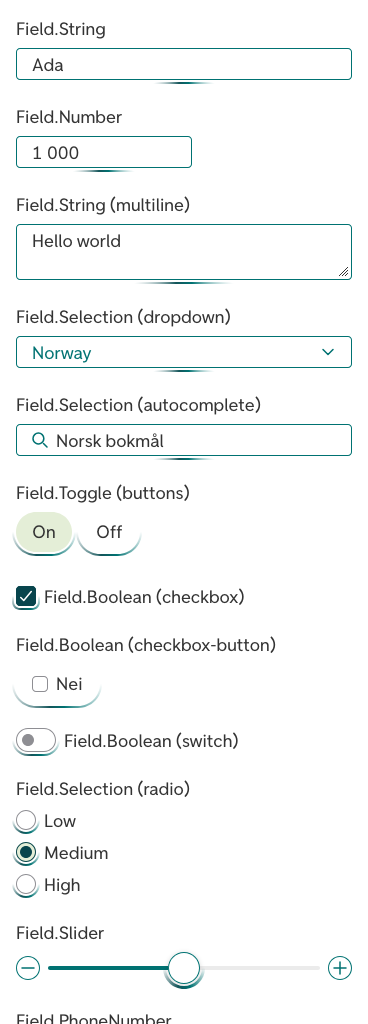 Field.String
Ada
Field.Number
1 000
Field.String (multiline)
Hello world
Field.Selection (dropdown)
Norway
Field.Selection (autocomplete)
Norsk bokmål
Field.Toggle (buttons)
On Off
Field.Boolean (checkbox)
Field.Boolean (checkbox-button)
Nei
Field.Boolean (switch)
Field.Selection (radio)
Low
Medium
High
Field.Slider
Field.PhoneNumber